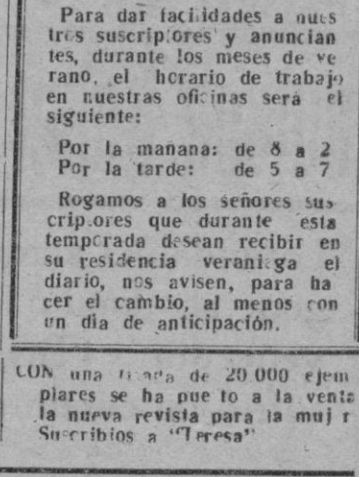 Para dar facilidades a nues
tros suscriptores y anuncian
tes, durante los meses de ve
rano, el horario de trabajo
en nuestras oficinas será el
siguiente:
Por la mañana: de 8 a 2
Por la tarde: de 5 a 7
Rogamos a los señores sus
criptores que durante esta
temporada desean recibir en
su residencia veraniega el
diario, nos avisen, para ha
cer el cambio, al menos con
un dia de anticipación.
CON una tirada de 20.000 ejem
plares se ha puesto a la venta
la nueva revista para la mujer
Suscribios a "Teresa"